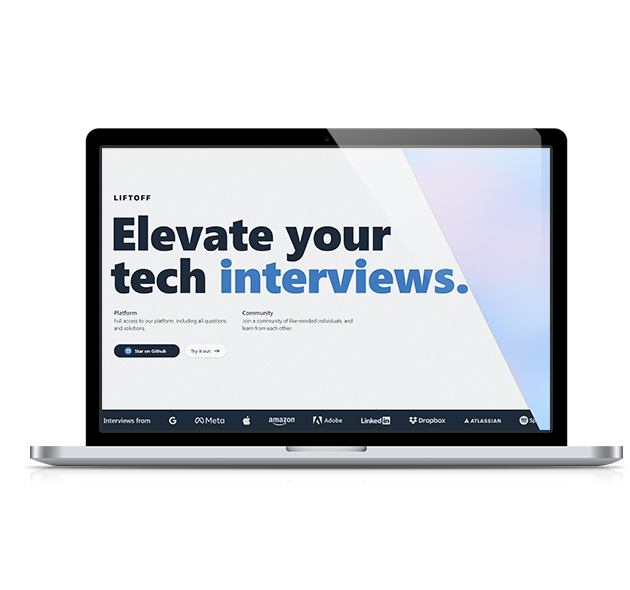 LIFTOFF
Elevate your
tech interviews.
Platform
Full access to our platform, including all questions
and solutions.
Community
Join a community of like-minded individuals, and
learn from each other.
Star on Github
Try it out →
Interviews from G Meta amazon Adobe LinkedIn Dropbox ATLASSIAN